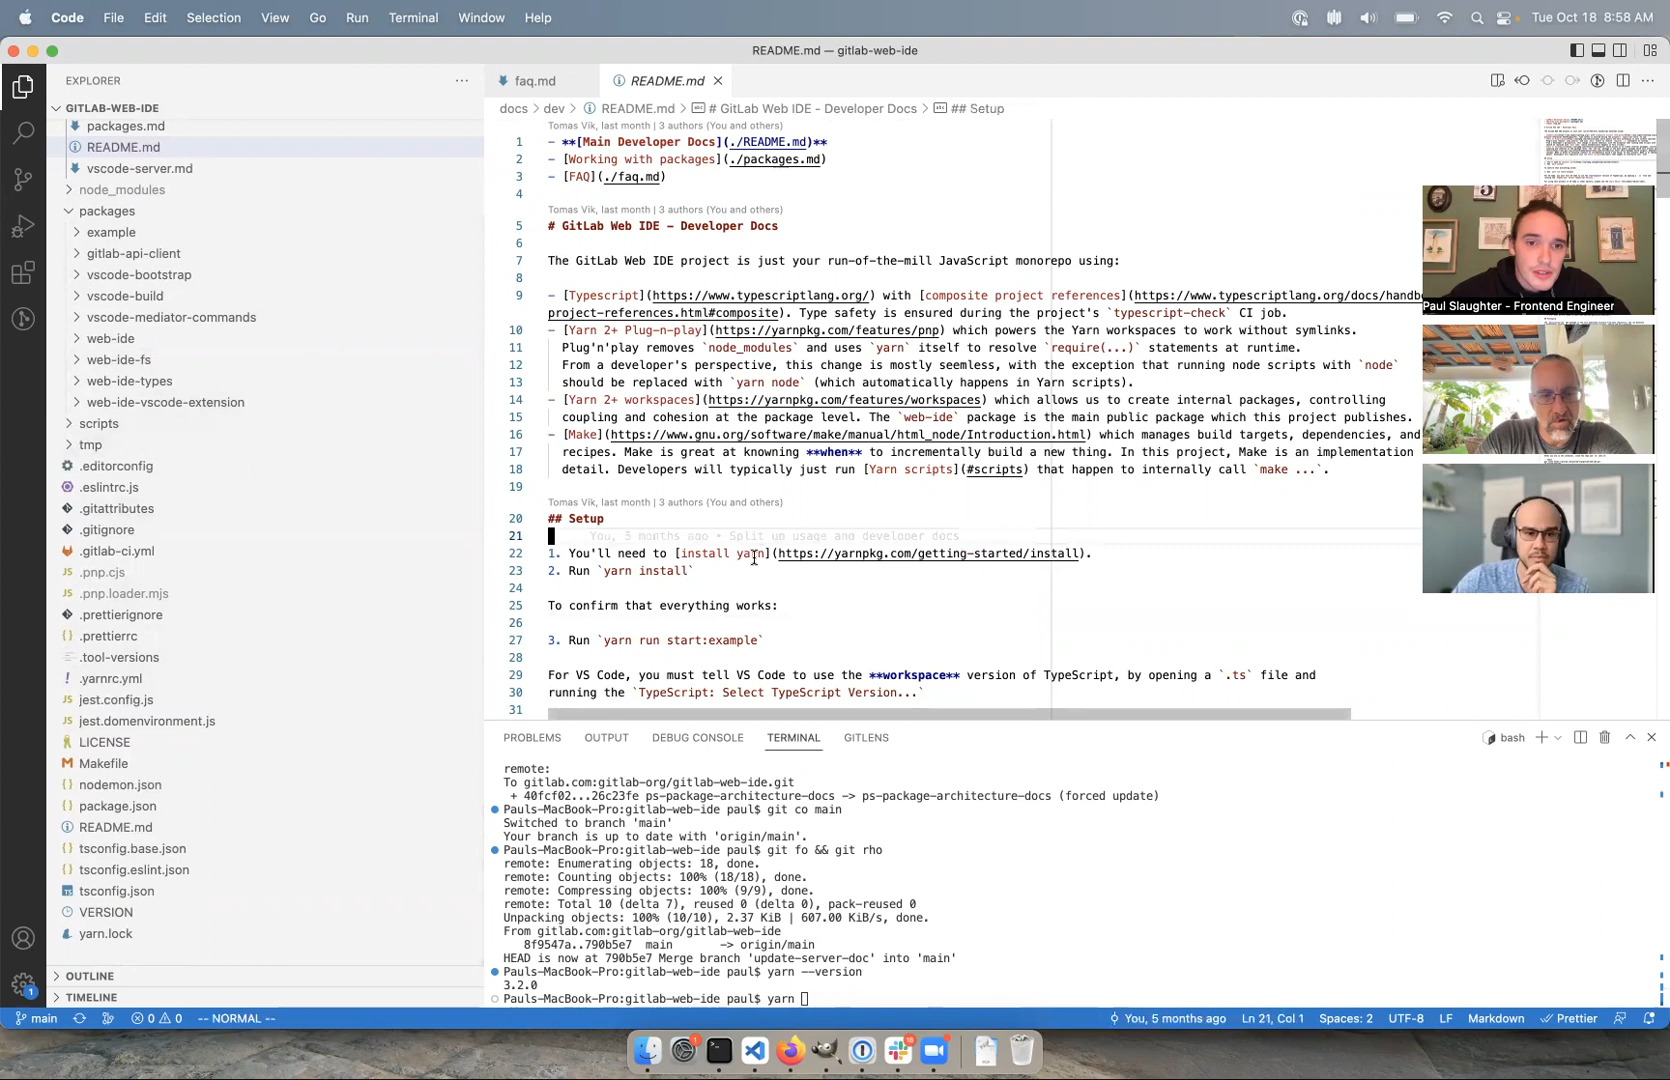 Code File Edit Selection View Go Run Terminal Window Help
Tue Oct 18 8:58 AM
README.md — gitlab-web-ide
EXPLORER
GITLAB-WEB-IDE
packages.md
README.md
vscode-server.md
node_modules
packages
example
gitlab-api-client
vscode-bootstrap
vscode-build
vscode-mediator-commands
web-ide
web-ide-fs
web-ide-types
web-ide-vscode-extension
scripts
tmp
.editorconfig
.eslintrc.js
.gitattributes
.gitignore
.gitlab-ci.yml
.pnp.cjs
.pnp.loader.mjs
.prettierignore
.prettierrc
.tool-versions
.yarnrc.yml
jest.config.js
jest.domenvironment.js
LICENSE
Makefile
nodemon.json
package.json
README.md
tsconfig.base.json
tsconfig.eslint.json
tsconfig.json
VERSION
yarn.lock
OUTLINE
TIMELINE
faq.md
README.md
docs > dev > README.md > # GitLab Web IDE - Developer Docs > ## Setup
Tomas Vik, last month | 3 authors (You and others)
1 - **[Main Developer Docs](./README.md)**
2 - [Working with packages](./packages.md)
3 - [FAQ](./faq.md)
4
Tomas Vik, last month | 3 authors (You and others)
5 # GitLab Web IDE - Developer Docs
6
7 The GitLab Web IDE project is just your run-of-the-mill JavaScript monorepo using:
8
9 - [Typescript](https://www.typescriptlang.org/) with [composite project references](https://www.typescriptlang.org/docs/handb
project-references.html#composite). Type safety is ensured during the project's `typescript-check` CI job.
10 - [Yarn 2+ Plug-n-play](https://yarnpkg.com/features/pnp) which powers the Yarn workspaces to work without symlinks.
11 Plug'n'play removes `node_modules` and uses `yarn` itself to resolve `require(...)` statements at runtime.
12 From a developer's perspective, this change is mostly seemless, with the exception that running node scripts with `node`
13 should be replaced with `yarn node` (which automatically happens in Yarn scripts).
14 - [Yarn 2+ workspaces](https://yarnpkg.com/features/workspaces) which allows us to create internal packages, controlling
15 coupling and cohesion at the package level. The `web-ide` package is the main public package which this project publishes.
16 - [Make](https://www.gnu.org/software/make/manual/html_node/Introduction.html) which manages build targets, dependencies, and
17 recipes. Make is great at knowing **when** to incrementally build a new thing. In this project, Make is an implementation
18 detail. Developers will typically just run [Yarn scripts](#scripts) that happen to internally call `make ...`.
19
Tomas Vik, last month | 3 authors (You and others)
20 ## Setup
21 You, 5 months ago • Split up usage and developer docs
22 1. You'll need to [install yarn](https://yarnpkg.com/getting-started/install).
23 2. Run `yarn install`
24
25 To confirm that everything works:
26
27 3. Run `yarn run start:example`
28
29 For VS Code, you must tell VS Code to use the **workspace** version of TypeScript, by opening a `.ts` file and
30 running the `TypeScript: Select TypeScript Version...`
31
Paul Slaughter - Frontend Engineer
PROBLEMS OUTPUT DEBUG CONSOLE TERMINAL GITLENS
bash
remote:
To gitlab.com:gitlab-org/gitlab-web-ide.git
+ 40fcf02...26c23fe ps-package-architecture-docs -> ps-package-architecture-docs (forced update)
Pauls-MacBook-Pro:gitlab-web-ide paul$ git co main
Switched to branch 'main'
Your branch is up to date with 'origin/main'.
Pauls-MacBook-Pro:gitlab-web-ide paul$ git fo && git rho
remote: Enumerating objects: 18, done.
remote: Counting objects: 100% (18/18), done.
remote: Compressing objects: 100% (9/9), done.
remote: Total 10 (delta 7), reused 0 (delta 0), pack-reused 0
Unpacking objects: 100% (10/10), 2.37 KiB | 607.00 KiB/s, done.
From gitlab.com:gitlab-org/gitlab-web-ide
8f9547a..790b5e7 main -> origin/main
HEAD is now at 790b5e7 Merge branch 'update-server-doc' into 'main'
Pauls-MacBook-Pro:gitlab-web-ide paul$ yarn --version
3.2.0
Pauls-MacBook-Pro:gitlab-web-ide paul$ yarn
main 0 0 -- NORMAL --
You, 5 months ago Ln 21, Col 1 Spaces: 2 UTF-8 LF Markdown Prettier